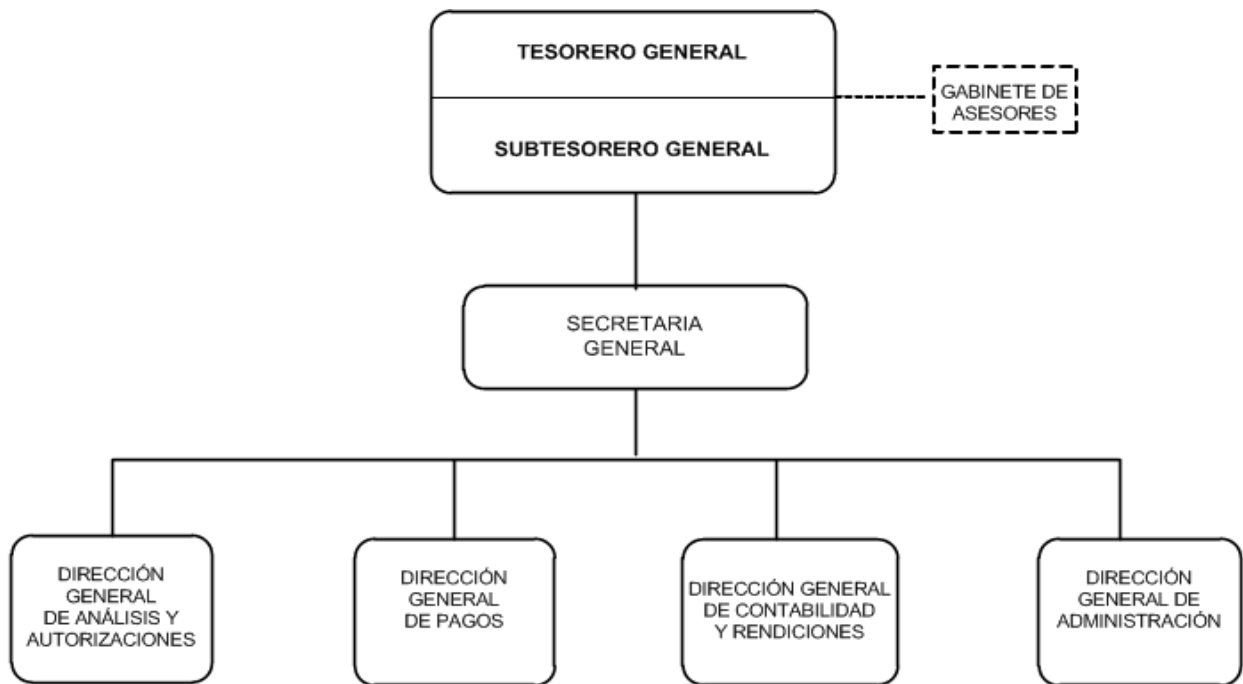 TESORERO GENERAL
GABINETE DE
ASESORES
SUBTESORERO GENERAL
SECRETARIA
GENERAL
DIRECCIÓN
GENERAL
DE ANÁLISIS Y
AUTORIZACIONES
DIRECCIÓN
GENERAL
DE PAGOS
DIRECCIÓN GENERAL
DE CONTABILIDAD
Y RENDICIONES
DIRECCIÓN
GENERAL DE
ADMINISTRACIÓN